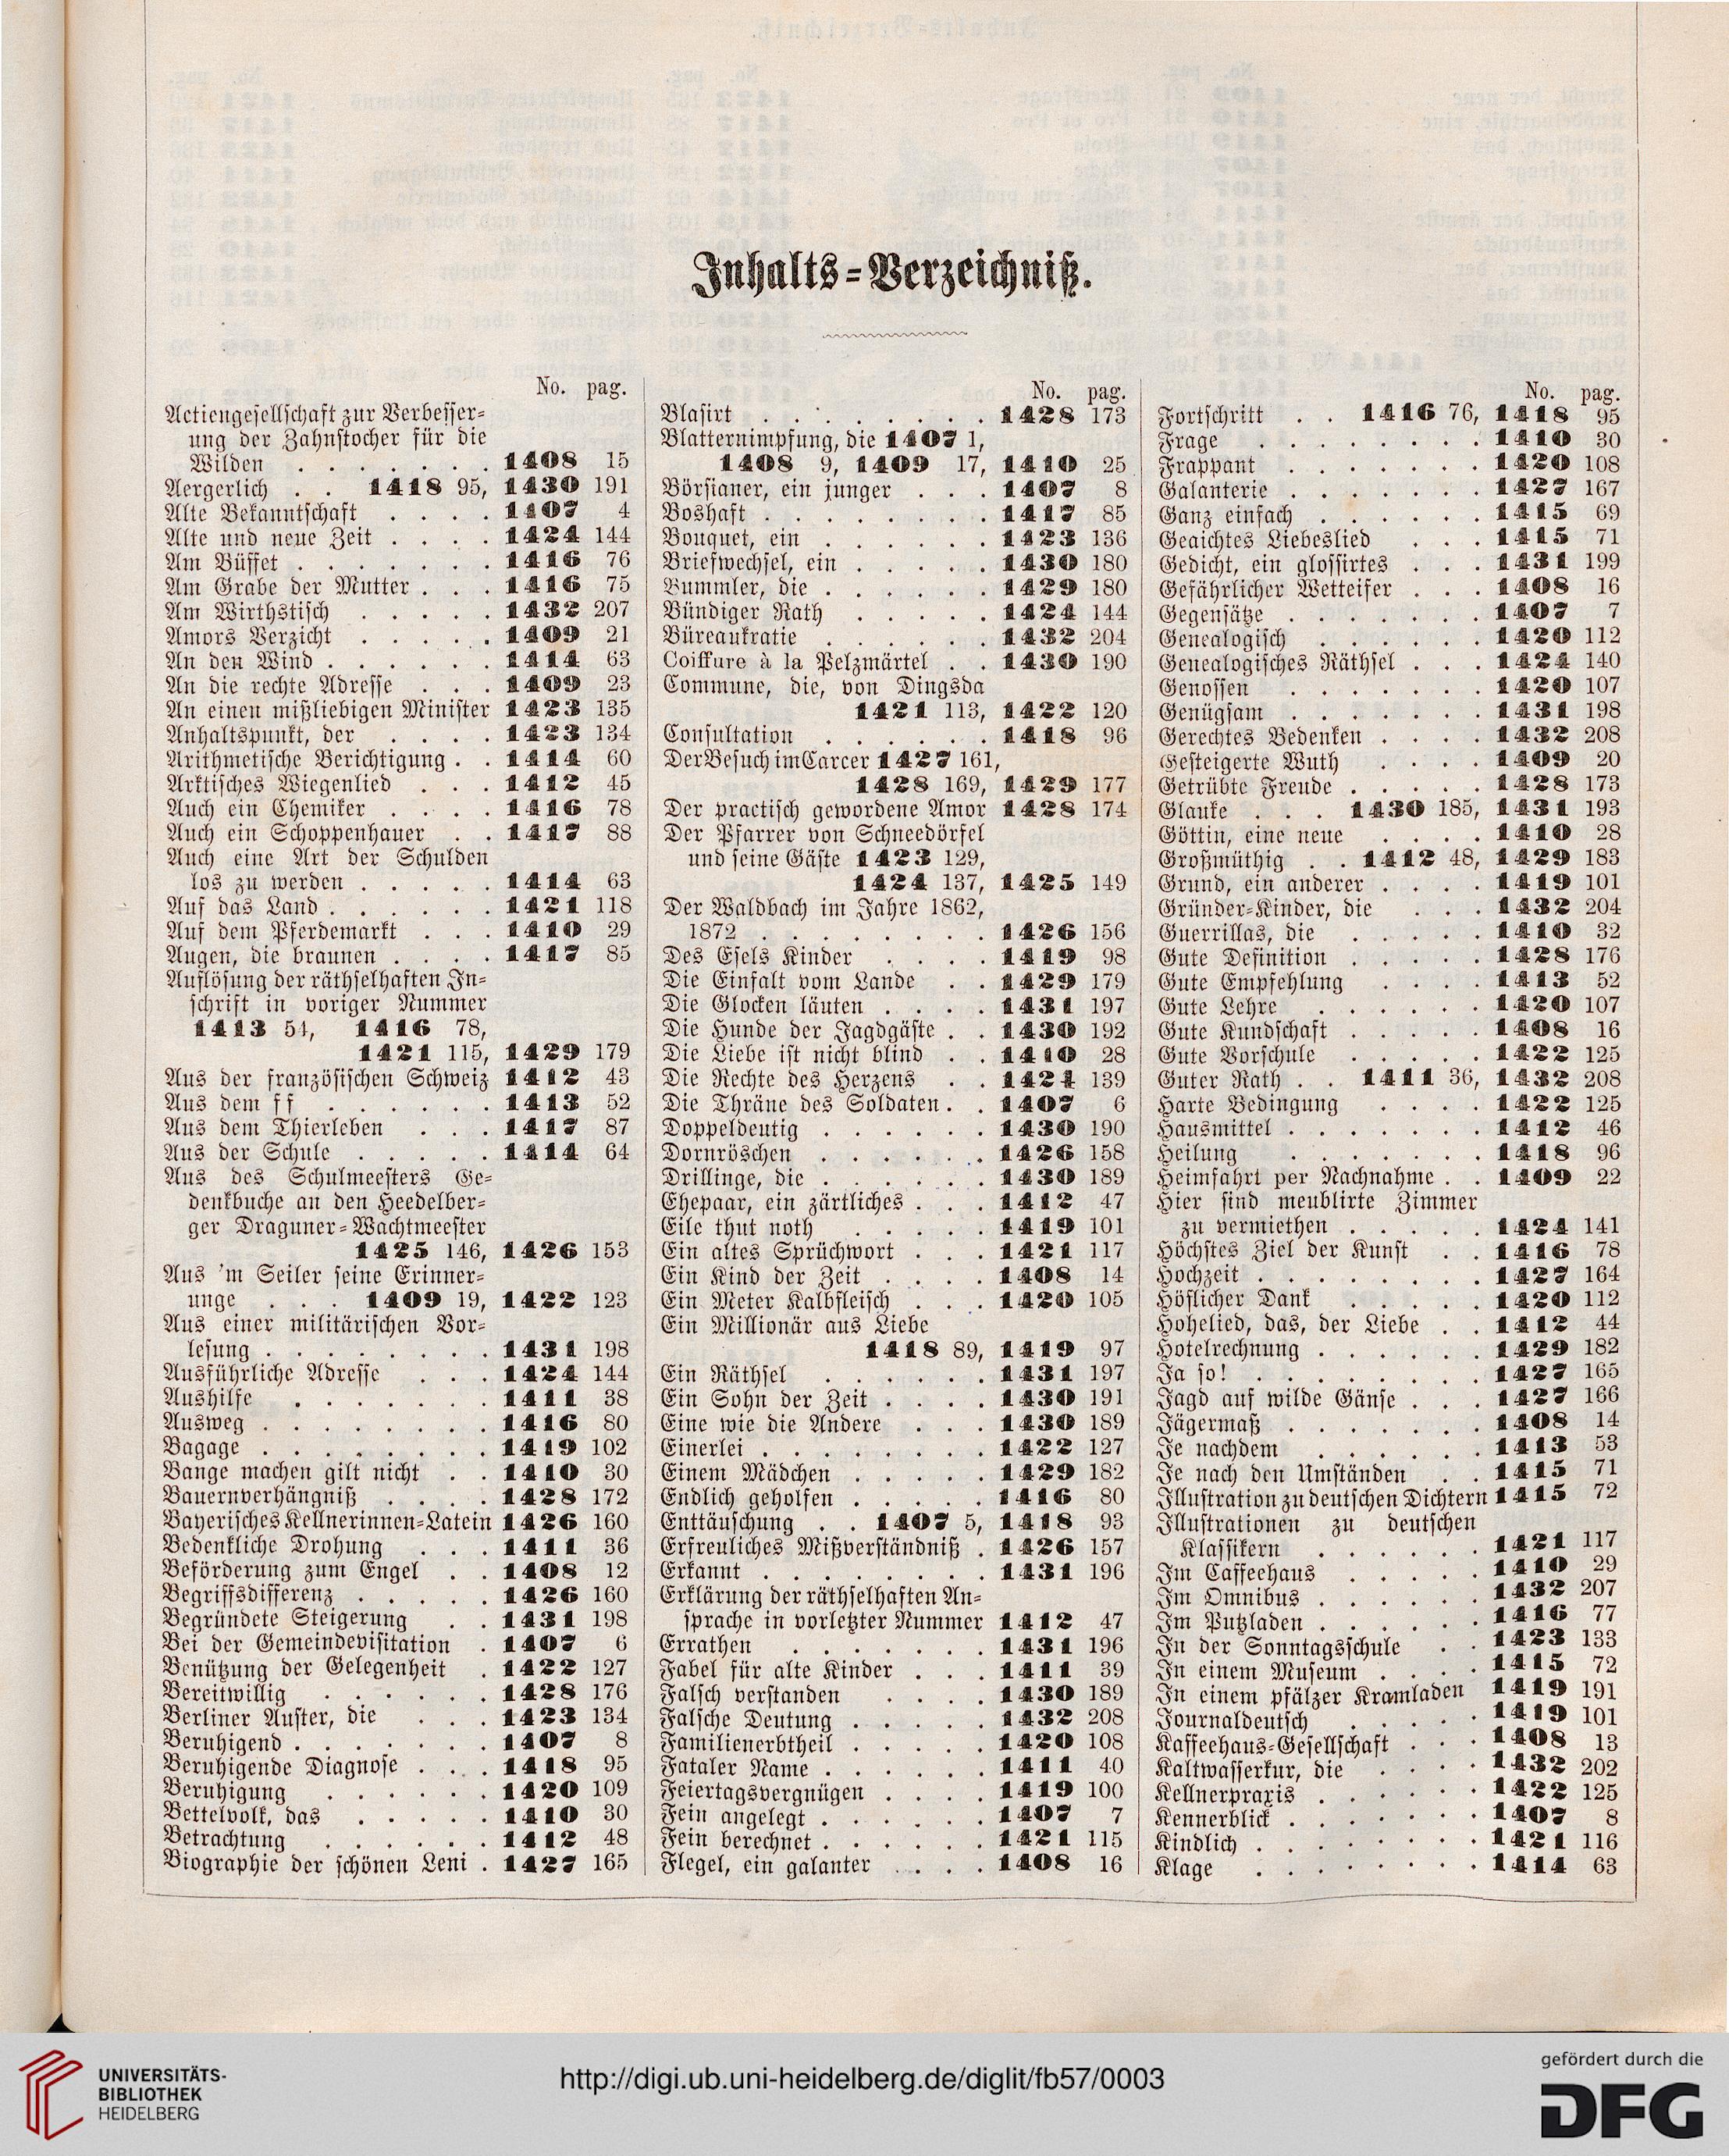 Inhalts=Verzeichniß.
No. pag.
Actiengesellschaft zur Verbesser=
ung der Zahnstocher für die
Wilden . . . . . . . 1408 15
Aergerlich . . 1418 95, 1430 191
Alte Bekanntschaft . . . . 1407 4
Alte und neue Zeit . . . . 1424 144
Am Büffet . . . . . . . 1416 76
Am Grabe der Mutter . . . 1416 75
Am Wirthstisch . . . . . 1432 207
Amors Verzicht . . . . . 1409 21
An den Wind . . . . . . 1414 63
An die rechte Adresse . . . 1409 23
An einen mißliebigen Minister 1423 135
Anhaltspunkt, der . . . . 1423 134
Arithmetische Berichtigung . . 1414 60
Arktisches Wiegenlied . . . 1412 45
Auch ein Chemiker . . . . 1416 78
Auch ein Schoppenhauer . . 1417 88
Auch eine Art der Schulden
los zu werden . . . . . 1414 63
Auf das Land . . . . . . 1421 118
Auf dem Pferdemarkt . . . 1410 29
Augen, die braunen . . . . 1417 85
Auflösung der räthselhaften In=
schrift in voriger Nummer
1413 51, 1416 78,
1421 115, 1429 179
Aus der französischen Schweiz 1412 43
Aus dem ff . . . . . . 1413 52
Aus dem Thierleben . . . 1417 87
Aus der Schule . . . . . 1414 64
Aus des Schulmeesters Ge=
denkbuche an den Heedelber=
ger Draguner=Wachtmeester
1425 146, 1426 153
Aus 'm Seiler seine Erinner=
unge . . . 1409 19, 1422 123
Aus einer militärischen Vor=
lesung . . . . . . . . 1431 198
Ausführliche Adresse . . . 1424 144
Aushilfe . . . . . . . 1411 38
Ausweg . . . . . . . . 1416 80
Bagage . . . . . . . . 1419 102
Bange machen gilt nicht . . 1410 30
Bauernverhängniß . . . . 1428 172
Bayerisches Kellnerinnen=Latein 1426 160
Bedenkliche Drohung . . . 1411 36
Beförderung zum Engel . . 1408 12
Begriffsdifferenz . . . . . 1426 160
Begründete Steigerung . . 1431 198
Bei der Gemeindevisitation . 1407 6
Benützung der Gelegenheit . 1422 127
Bereitwillig . . . . . . 1428 176
Berliner Auster, die . . . 1423 134
Beruhigend . . . . . . . 1407 8
Beruhigende Diagnose . . . 1418 95
Beruhigung . . . . . . 1420 109
Bettelvolk, das . . . . . 1410 30
Betrachtung . . . . . . 1412 48
Biographie der schönen Leni . 1427 165
No. pag.
Blasirt . . . . . . . . 1428 173
Blatternimpfung, die 1407 1,
1408 9, 1409 17, 1410 25
Börsianer, ein junger . . . 1407 8
Boshaft . . . . . . . . 1417 85
Bouquet, ein . . . . . . 1423 136
Briefwechsel, ein . . . . . 1430 180
Bummler, die . . . . . . 1429 180
Bündiger Rath . . . . . 1424 144
Büreaukratie . . . . . . 1432 204
Coiffure à la Pelzmärtel . . 1430 190
Commune, die, von Dingsda
1421 113, 1422 120
Consultation . . . . . . 1418 96
Der Besuch im Carcer 1427 161,
1428 169, 1429 177
Der practisch gewordene Amor 1428 174
Der Pfarrer von Schneedörfel
und seine Gäste 1423 129,
1424 137, 1425 149
Der Waldbach im Jahre 1862,
1872 . . . . . . . . 1426 156
Des Esels Kinder . . . . 1419 98
Die Einfalt vom Lande . . 1429 179
Die Glocken läuten . . . . 1431 197
Die Hunde der Jagdgäste . . 1430 192
Die Liebe ist nicht blind . . 1410 28
Die Rechte des Herzens . . 1424 139
Die Thräne des Soldaten . . 1407 6
Doppeldeutig . . . . . . 1430 190
Dornröschen . . . . . . 1426 158
Drillinge, die . . . . . . 1430 189
Ehepaar, ein zärtliches . . . 1412 47
Eile thut noth . . . . . 1419 101
Ein altes Sprüchwort . . . 1421 117
Ein Kind der Zeit . . . . 1408 14
Ein Meter Kalbfleisch . . . 1420 105
Ein Millionär aus Liebe
1418 89, 1419 97
Ein Räthsel . . . . . . 1431 197
Ein Sohn der Zeit . . . . 1430 191
Eine wie die Andere . . . 1430 189
Einerlei . . . . . . . . 1422 127
Einem Mädchen . . . . . 1429 182
Endlich geholfen . . . . . 1416 80
Enttäuschung . . 1407 5, 1418 93
Erfreuliches Mißverständniß . 1426 157
Erkannt . . . . . . . . 1431 196
Erklärung der räthselhaften An=
sprache in vorletzter Nummer 1412 47
Errathen . . . . . . . 1431 196
Fabel für alte Kinder . . . 1411 39
Falsch verstanden . . . . 1430 189
Falsche Deutung . . . . . 1432 208
Familienerbtheil . . . . . 1420 108
Fataler Name . . . . . . 1411 40
Feiertagsvergnügen . . . . 1419 100
Fein angelegt . . . . . . 1407 7
Fein berechnet . . . . . . 1421 115
Flegel, ein galanter . . . . 1408 16
No. pag.
Fortschritt . . 1416 76, 1418 95
Frage . . . . . . . . 1410 30
Frappant . . . . . . . 1420 108
Galanterie . . . . . . . 1427 167
Ganz einfach . . . . . . 1415 69
Geaichtes Liebeslied . . . 1415 71
Gedicht, ein glossirtes . . . 1431 199
Gefährlicher Wetteifer . . . 1408 16
Gegensätze . . . . . . . 1407 7
Genealogisch . . . . . . 1420 112
Genealogisches Räthsel . . . 1424 140
Genossen . . . . . . . 1420 107
Genügsam . . . . . . . 1431 198
Gerechtes Bedenken . . . . 1432 208
Gesteigerte Wuth . . . . 1409 20
Getrübte Freude . . . . . 1428 173
Glauke . . . 1430 185, 1431 193
Göttin, eine neue . . . . 1410 28
Großmüthig . . 1412 48, 1429 183
Grund, ein anderer . . . . 1419 101
Gründer=Kinder, die . . . 1432 204
Guerrillas, die . . . . . 1410 32
Gute Definition . . . . . 1428 176
Gute Empfehlung . . . . 1413 52
Gute Lehre . . . . . . 1420 107
Gute Kundschaft . . . . . 1408 16
Gute Vorschule . . . . . 1422 125
Guter Rath . . 1411 36, 1432 208
Harte Bedingung . . . . 1422 125
Hausmittel . . . . . . . 1412 46
Heilung . . . . . . . 1418 96
Heimfahrt per Nachnahme . . 1409 22
Hier sind meublirte Zimmer
zu vermiethen . . . . . 1424 141
Höchstes Ziel der Kunst . . 1416 78
Hochzeit . . . . . . . . 1427 164
Höflicher Dank . . . . . 1420 112
Hohelied, das, der Liebe . . 1412 44
Hotelrechnung . . . . . . 1429 182
Ja so! . . . . . . . . 1427 165
Jagd auf wilde Gänse . . . 1427 166
Jägermaß . . . . . . . 1408 14
Je nachdem . . . . . . 1413 53
Je nach den Umständen . . 1415 71
Illustration zu deutschen Dichtern 1415 72
Illustrationen zu deutschen
Klassikern . . . . . . 1421 117
Im Caffeehaus . . . . . 1410 29
Im Omnibus . . . . . . 1432 207
Im Putzladen . . . . . . 1416 77
In der Sonntagsschule . . 1423 133
In einem Museum . . . . 1415 72
In einem pfälzer Kramladen 1419 191
Journaldeutsch . . . . . 1419 101
Kaffeehaus=Gesellschaft . . . 1408 13
Kaltwasserkur, die . . . . 1432 202
Kellnerpraxis . . . . . . 1422 125
Kennerblick . . . . . . . 1407 8
Kindlich . . . . . . . . 1421 116
Klage . . . . . . . . 1414 63
UNIVERSITÄTS-
BIBLIOTHEK
HEIDELBERG
http://digi.ub.uni-heidelberg.de/diglit/fb57/0003
gefördert durch die
DFG